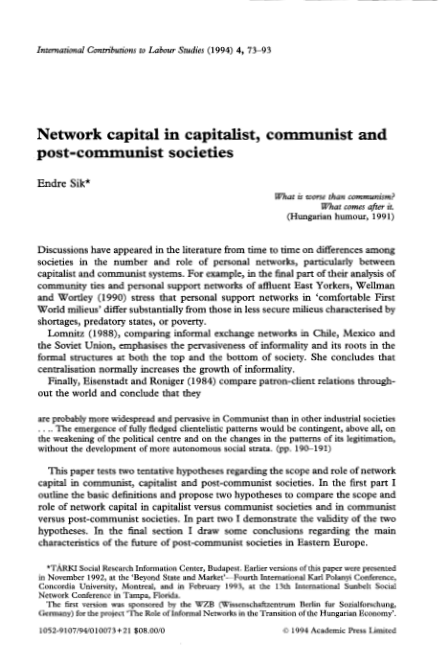 International Contributions to Labour Studies (1994) 4, 73–93
Network capital in capitalist, communist and
post-communist societies
Endre Sik*
What is worse than communism?
What comes after it.
(Hungarian humour, 1991)
Discussions have appeared in the literature from time to time on differences among
societies in the number and role of personal networks, particularly between
capitalist and communist systems. For example, in the final part of their analysis of
community ties and personal support networks of affluent East Yorkers, Wellman
and Wortley (1990) stress that personal support networks in ‘comfortable First
World milieus’ differ substantially from those in less secure milieus characterised by
shortages, predatory states, or poverty.
Lomnitz (1988), comparing informal exchange networks in Chile, Mexico and
the Soviet Union, emphasises the pervasiveness of informality and its roots in the
formal structures at both the top and the bottom of society. She concludes that
centralisation normally increases the growth of informality.
Finally, Eisenstadt and Roniger (1984) compare patron-client relations through-
out the world and conclude that they
are probably more widespread and pervasive in Communist than in other industrial societies
. . . . The emergence of fully fledged clientelistic patterns would be contingent, above all, on
the weakening of the political centre and on the changes in the patterns of its legitimation,
without the development of more autonomous social strata. (pp. 190–191)
This paper tests two tentative hypotheses regarding the scope and role of network
capital in communist, capitalist and post-communist societies. In the first part I
outline the basic definitions and propose two hypotheses to compare the scope and
role of network capital in capitalist versus communist societies and in communist
versus post-communist societies. In part two I demonstrate the validity of the two
hypotheses. In the final section I draw some conclusions regarding the main
characteristics of the future of post-communist societies in Eastern Europe.
*TÁRKI Social Research Information Center, Budapest. Earlier versions of this paper were presented
in November 1992, at the ‘Beyond State and Market’—Fourth International Karl Polanyi Conference,
Concordia University, Montreal, and in February 1993, at the 13th International Sunbelt Social
Network Conference in Tampa, Florida.
The first version was sponsored by the WZB (Wissenschaftzentrum Berlin fur Sozialforschung,
Germany) for the project ‘The Role of Informal Networks in the Transition of the Hungarian Economy’.
1052-9107/94/010073+21 $08.00/0 © 1994 Academic Press Limited